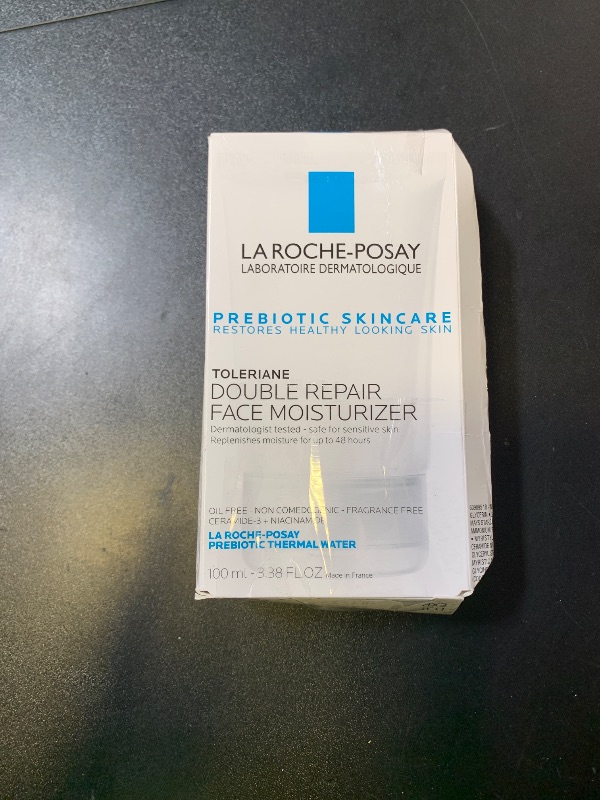 LA ROCHE-POSAY
LABORATOIRE DERMATOLOGIQUE
PREBIOTIC SKINCARE
RESTORES HEALTHY LOOKING SKIN
TOLERIANE
DOUBLE REPAIR
FACE MOISTURIZER
Dermatologist tested - safe for sensitive skin
Replenishes moisture for up to 48 hours
OIL FREE - NON COMEDOGENIC - FRAGRANCE FREE
CERAMIDE-3 + NIACINAMIDE
LA ROCHE-POSAY
PREBIOTIC THERMAL WATER
100 ml - 3.38 FL.OZ Made in France